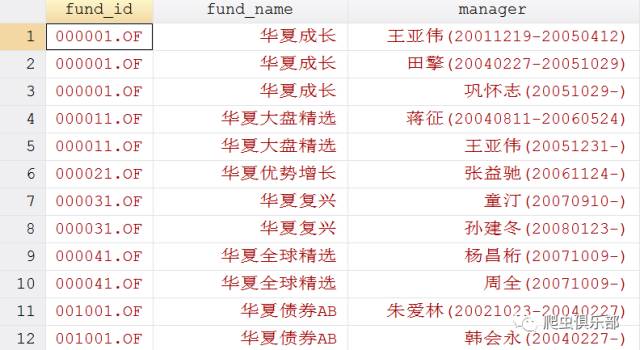 fund_id fund_name manager
1 000001.OF 华夏成长 王亚伟(20011219-20050412)
2 000001.OF 华夏成长 田擎(20040227-20051029)
3 000001.OF 华夏成长 巩怀志(20051029-)
4 000011.OF 华夏大盘精选 蒋征(20040811-20060524)
5 000011.OF 华夏大盘精选 王亚伟(20051231-)
6 000021.OF 华夏优势增长 张益驰(20061124-)
7 000031.OF 华夏复兴 童汀(20070910-)
8 000031.OF 华夏复兴 孙建冬(20080123-)
9 000041.OF 华夏全球精选 杨昌桁(20071009-)
10 000041.OF 华夏全球精选 周全(20071009-)
11 001001.OF 华夏债券AB 朱爱林(20021023-20040227)
12 001001.OF 华夏债券AB 韩会永(20040227-)
爬虫俱乐部